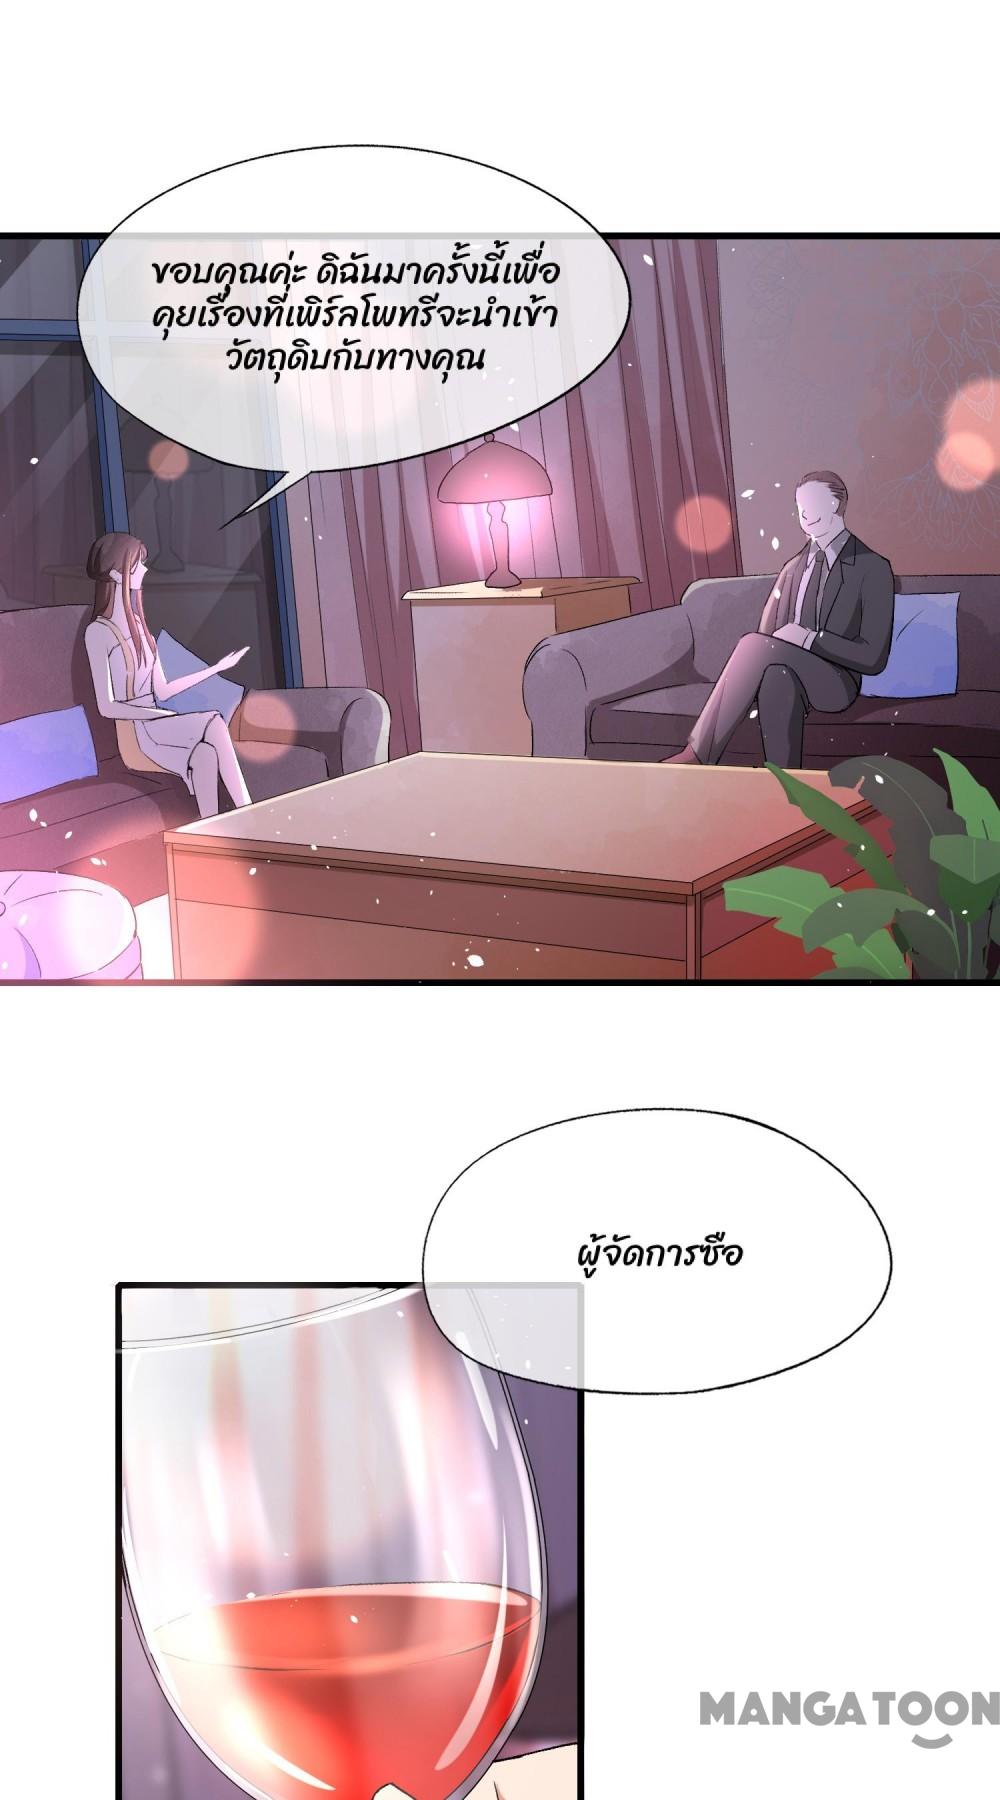 ขอบคุณค่ะ ดิฉันมาครั้งนี้เพื่อ
คุยเรื่องที่เพิร์ลโพทรีจะนำเข้า
วัตถุดิบกับทางคุณ
ผู้จัดการซือ
MANGATOON